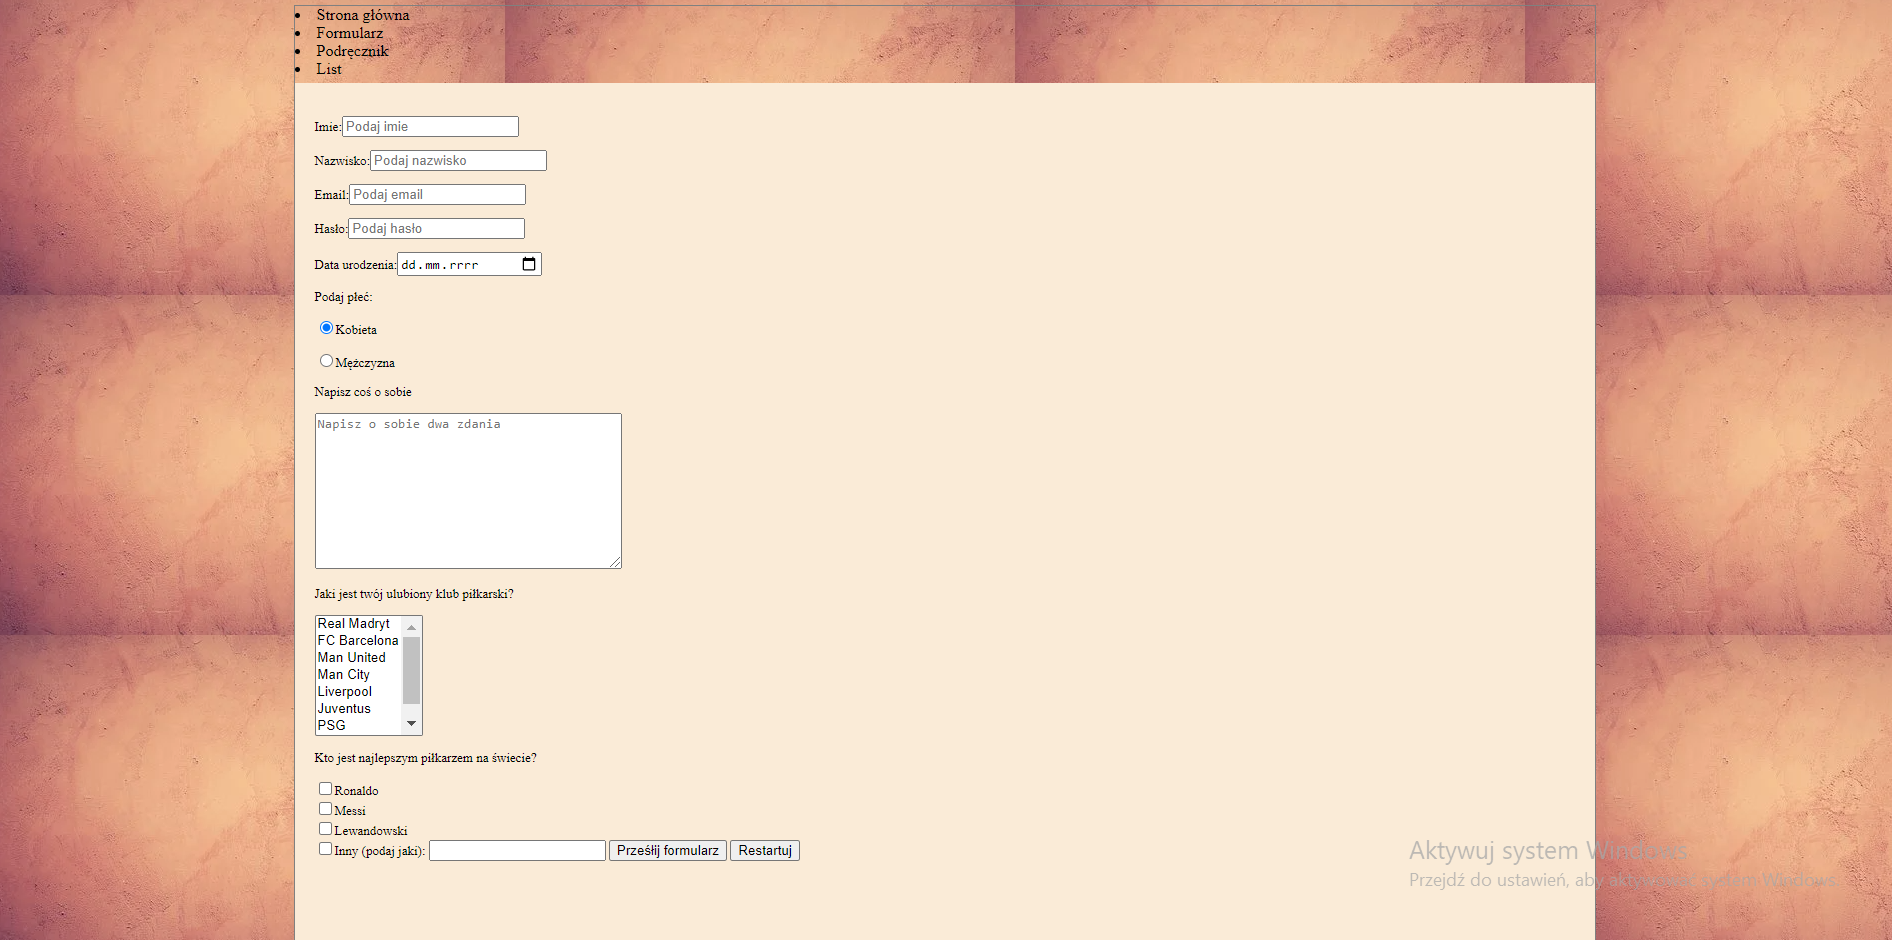 Strona główna
Formularz
Podręcznik
List
Imie: Podaj imie
Nazwisko: Podaj nazwisko
Email: Podaj email
Hasło: Podaj hasło
Data urodzenia: dd.mm.rrrr
Podaj płeć:
Kobieta
Mężczyzna
Napisz coś o sobie
Napisz o sobie dwa zdania
Jaki jest twój ulubiony klub piłkarski?
Real Madryt
FC Barcelona
Man United
Man City
Liverpool
Juventus
PSG
Kto jest najlepszym piłkarzem na świecie?
Ronaldo
Messi
Lewandowski
Inny (podaj jaki): Prześlij formularz Restartuj
Aktywuj system Windows
Przejdź do ustawień, aby aktywować system Windows.